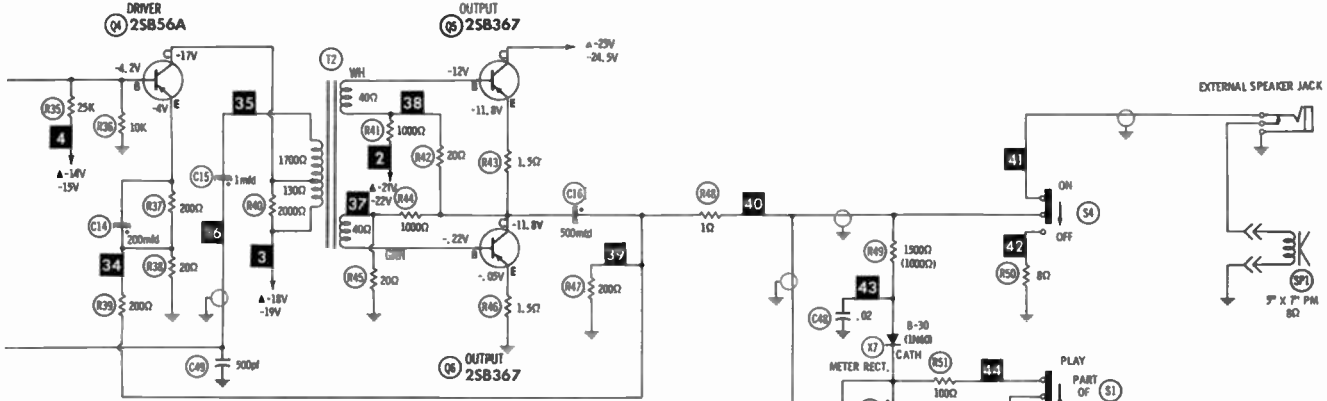 DRIVER
Q4 2SB56A
-17V
-4.2V
B
-4V
E
R35 25K
R36 10K
4
▲-14V
-15V
35
C15 1mfd
1700Ω
130Ω
R40 2000Ω
R37 200Ω
C14 200mfd
34
R38 20Ω
R39 200Ω
3
▲-18V
-19V
C49 500pf
T2
WH
40Ω
38
R41 1000Ω
2
▲-21V
-22V
R42 20Ω
37
R44 1000Ω
40Ω
R45 20Ω
OUTPUT
Q5 2SB367
▲-25V
-24.5V
-12V
B
-11.8V
E
R43 1.5Ω
C16 500mfd
-11.8V
-.22V
B
-.05V
E
R46 1.5Ω
OUTPUT
Q6 2SB367
39
R47 200Ω
R48 1Ω
40
R49 1500Ω
(1000Ω)
43
C48 .02
B-30
(1N60)
X7 CATH
METER RECT.
R51 100Ω
44
PLAY
PART
OF S1
41
ON
S4
OFF
42
R50 8Ω
EXTERNAL SPEAKER JACK
SP1
5" X 7" PM
8Ω